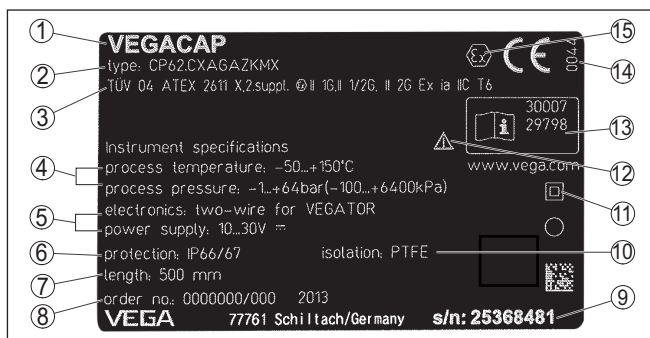 ① VEGACAP
② type: CP62.CXAGAZKMX
③ TÜV 04 ATEX 2611 X,2.suppl. Ex II 1G,II 1/2G, II 2G Ex ia IIC T6
Ex CE 0044
⑮
⑭
30007
29798
i
⑬
⑫
www.vega.com
Instrument specifications
④ process temperature: -50...+150°C
process pressure: -1...+64bar(-100...+6400kPa)
⑤ electronics: two-wire for VEGATOR
power supply: 10...30V
⑪
⑥ protection: IP66/67 isolation: PTFE ⑩
⑦ length: 500 mm
⑧ order no.: 0000000/000 2013
VEGA 77761 Schiltach/Germany s/n: 25368481 ⑨